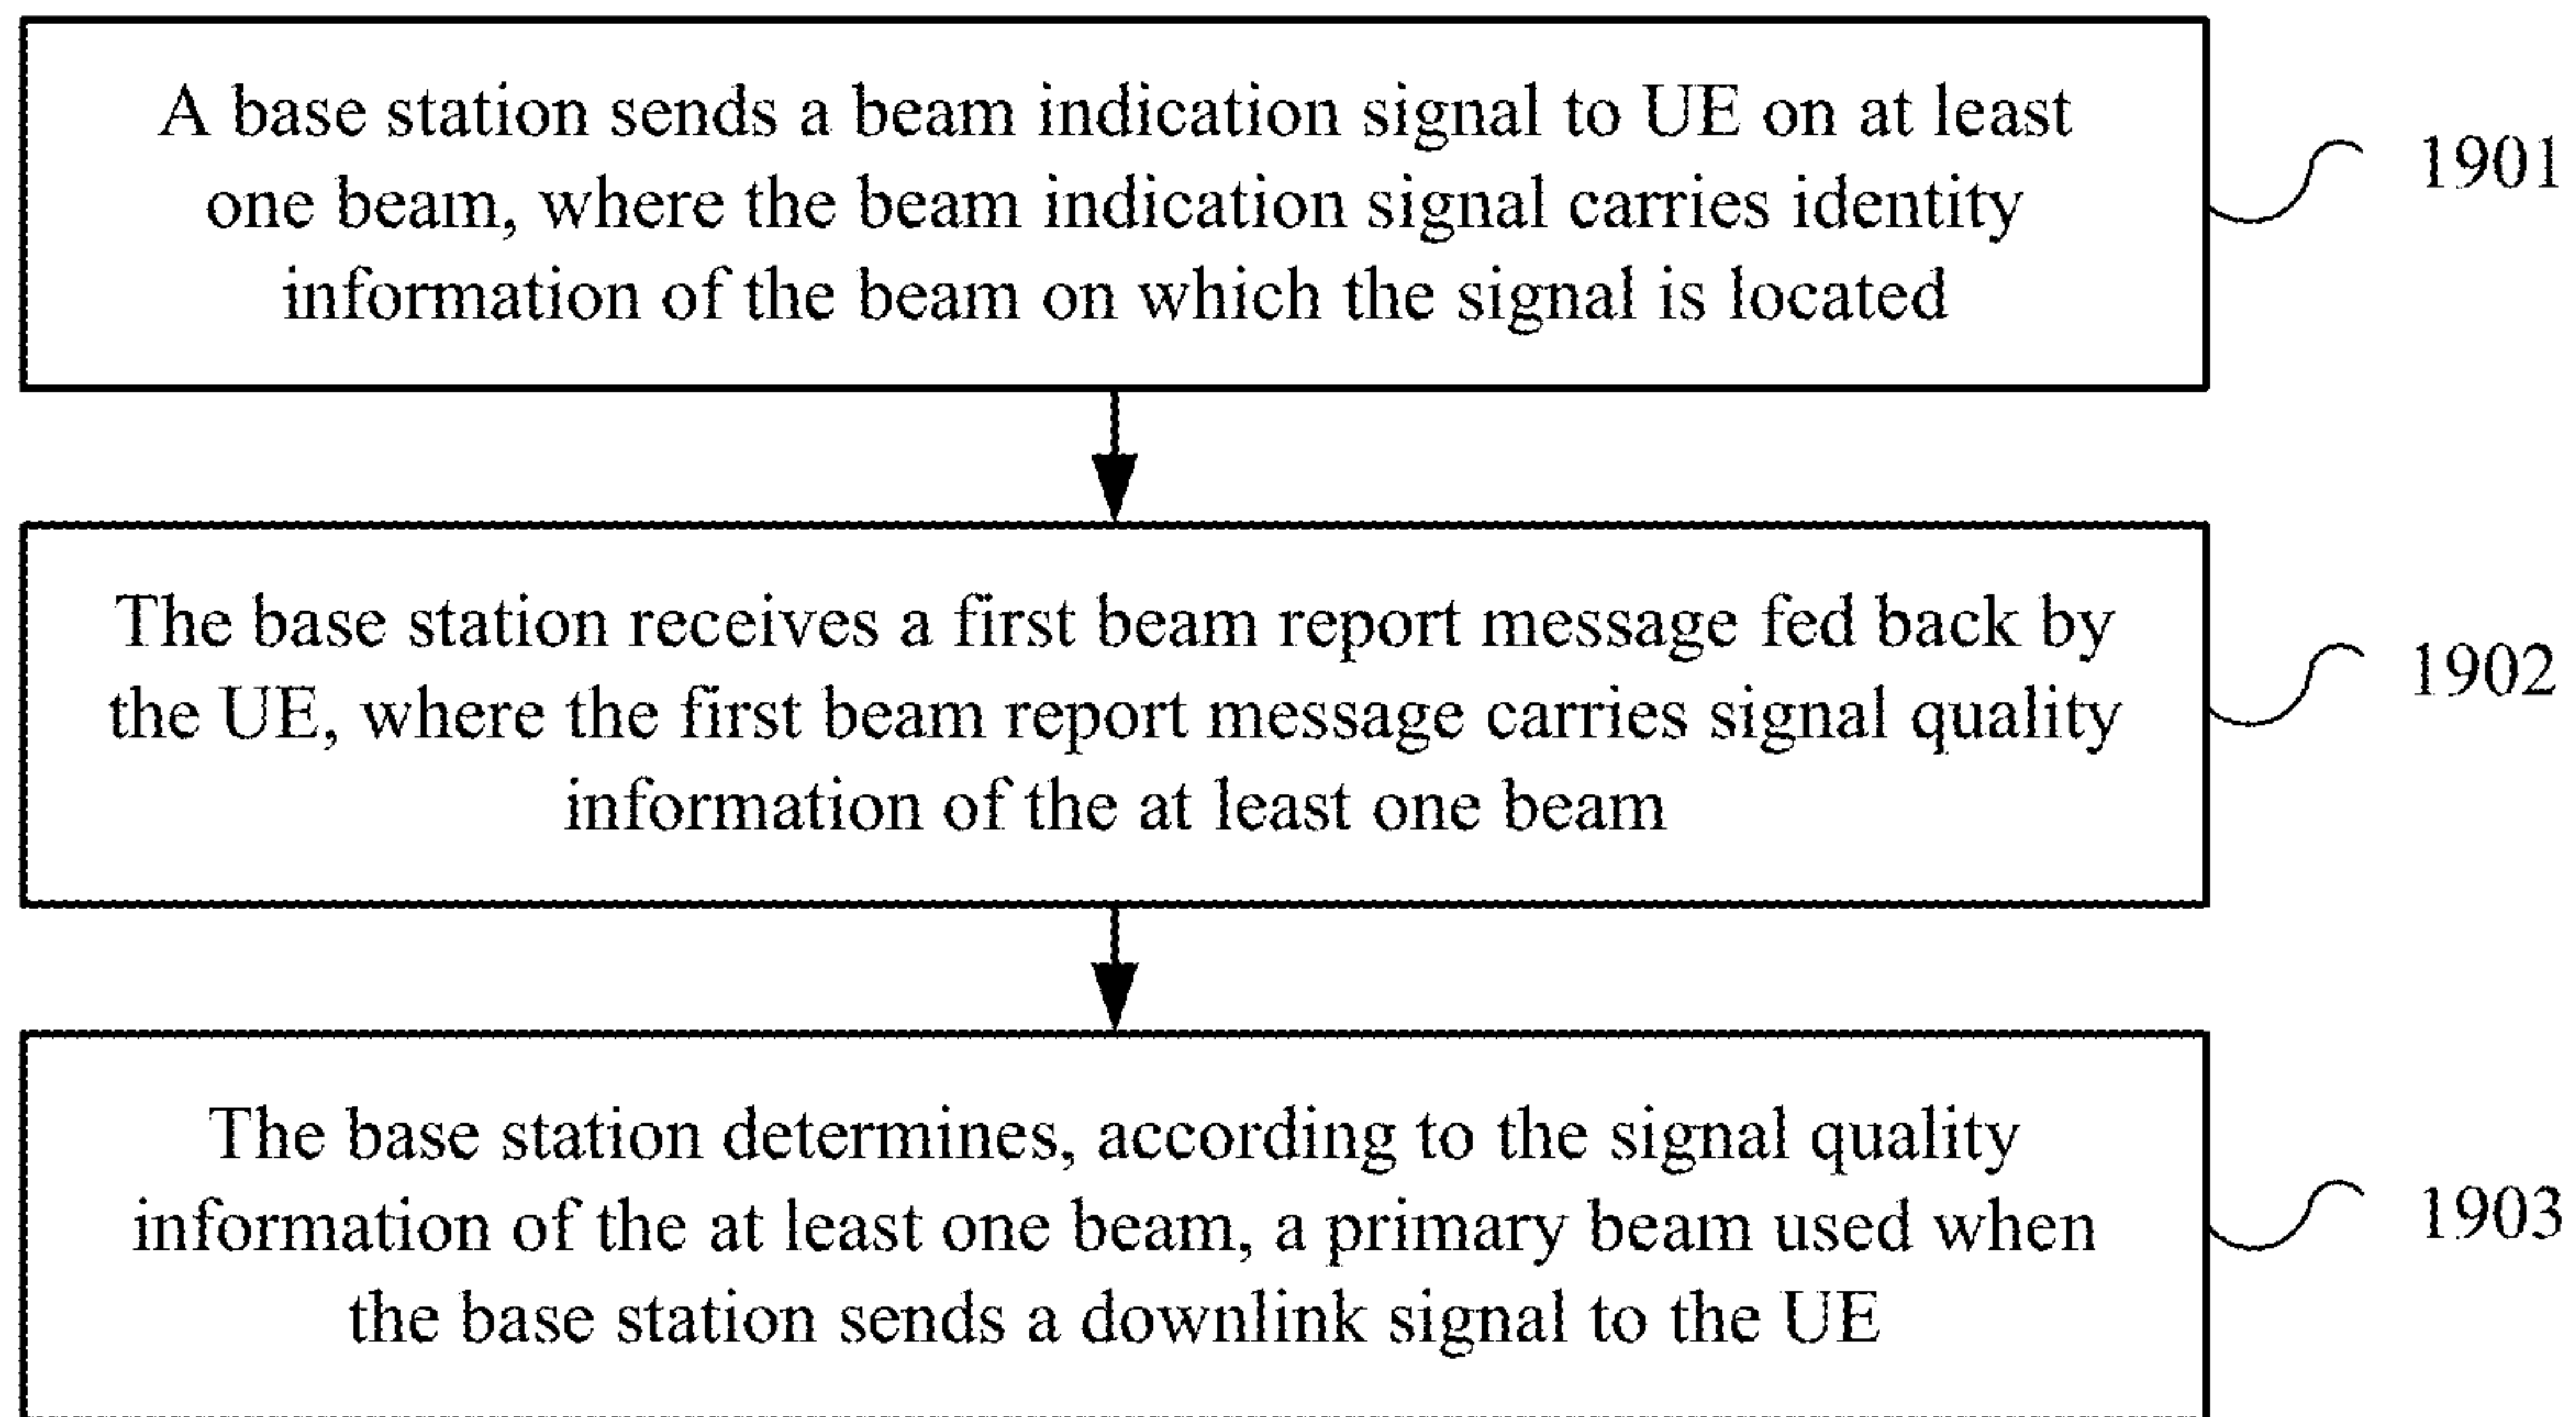 A base station sends a beam indication signal to UE on at least
one beam, where the beam indication signal carries identity
information of the beam on which the signal is located
1901
The base station receives a first beam report message fed back by
the UE, where the first beam report message carries signal quality
information of the at least one beam
1902
The base station determines, according to the signal quality
information of the at least one beam, a primary beam used when
the base station sends a downlink signal to the UE
1903